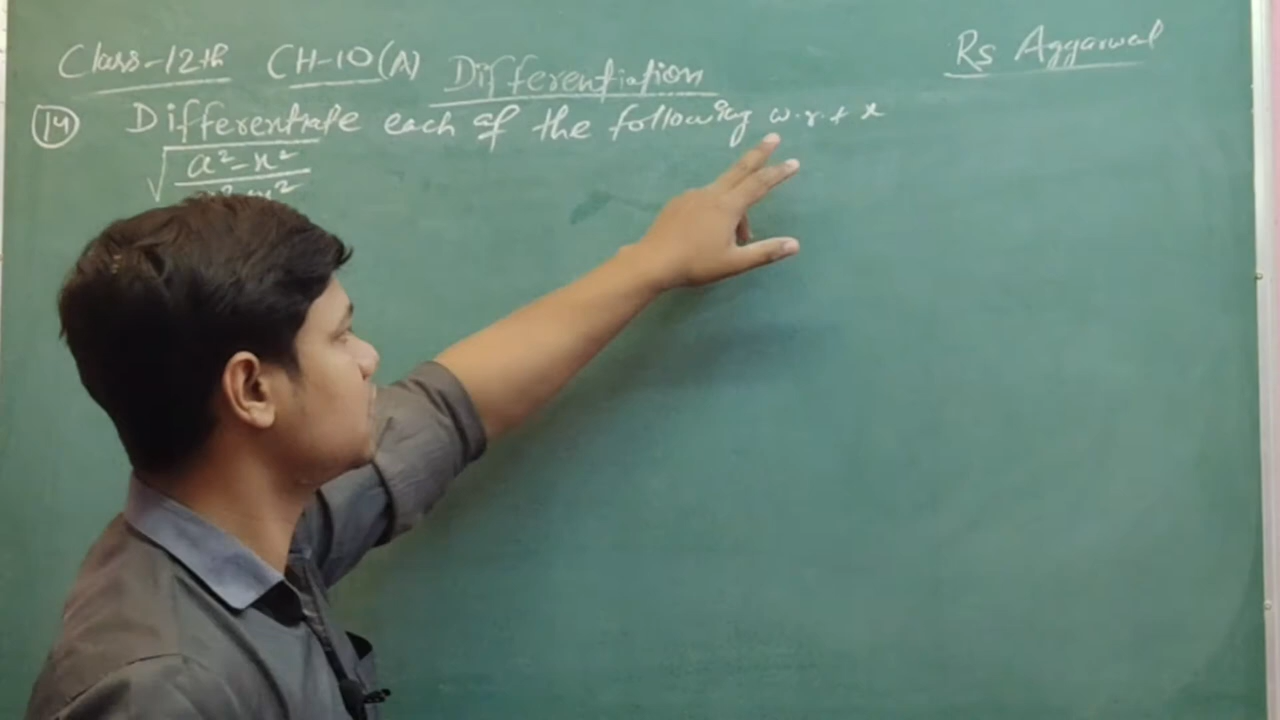 Class-12th CH-10(A) Differentiation
Rs Aggarwal
14 Differentiate each of the following w.r.t x
√(a²-x²